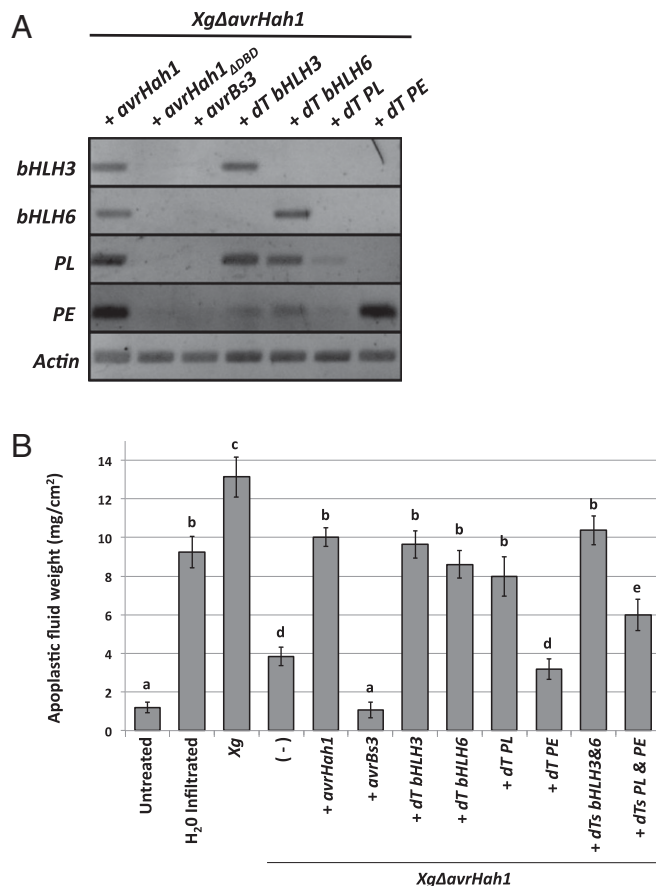 A
XgΔavrHah1
+ avrHah1
+ avrHah1ΔDBD
+ avrBs3
+ dT bHLH3
+ dT bHLH6
+ dT PL
+ dT PE
bHLH3
bHLH6
PL
PE
Actin
B
Apoplastic fluid weight (mg/cm²)
14
12
10
8
6
4
2
0
a
b
c
d
b
a
b
b
b
d
b
e
Untreated
H₂0 Infiltrated
Xg
( - )
+ avrHah1
+ avrBs3
+ dT bHLH3
+ dT bHLH6
+ dT PL
+ dT PE
+ dTs bHLH3&6
+ dTs PL & PE
XgΔavrHah1